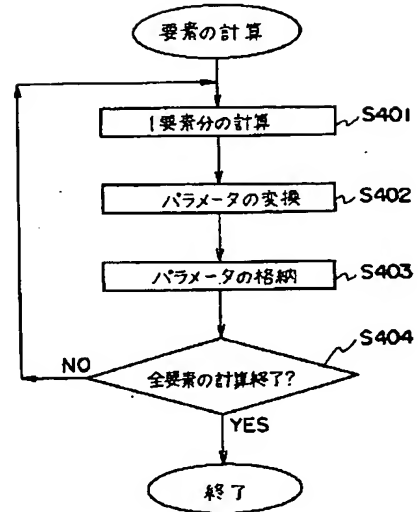 要素の計算
1要素分の計算 S401
パラメータの変換 S402
パラメータの格納 S403
S404
全要素の計算終了?
NO
YES
終了